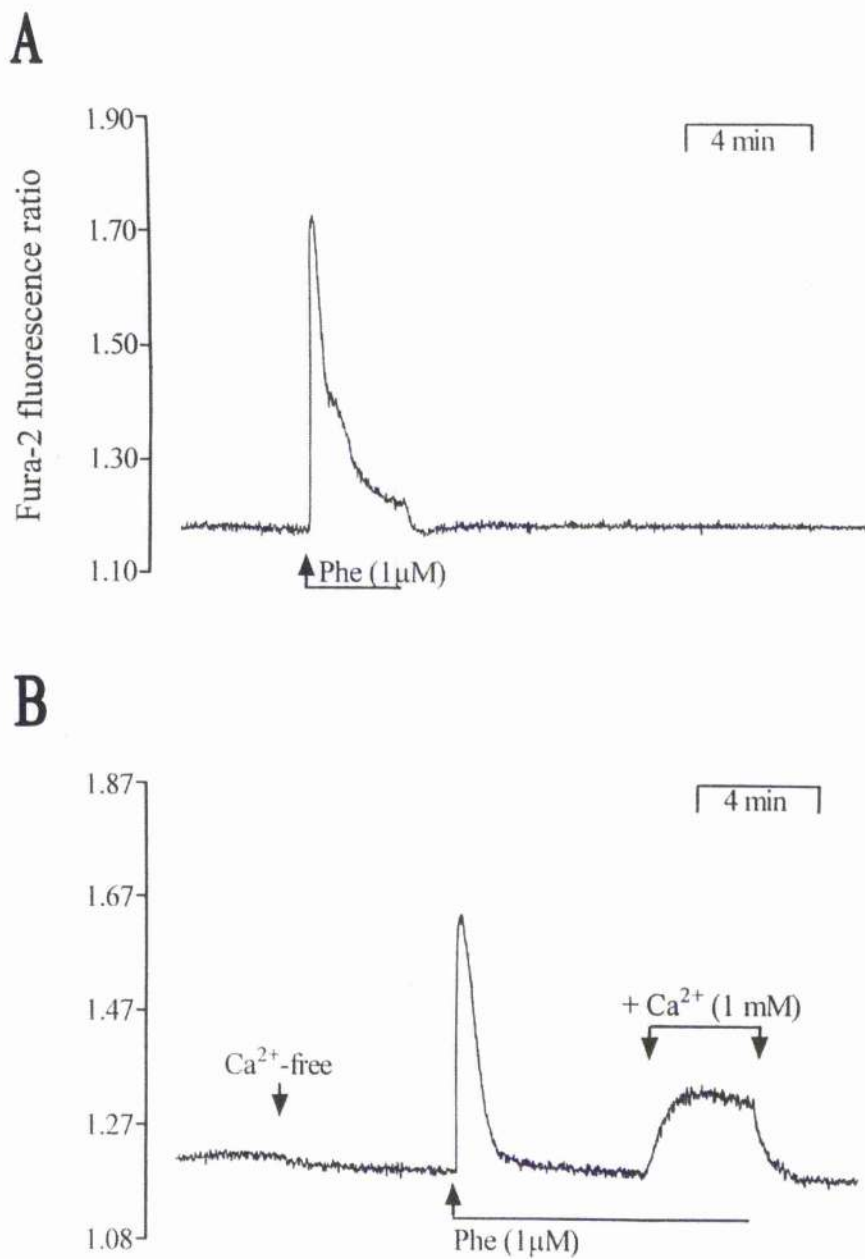 A
1.90
4 min
1.70
1.50
1.30
1.10
Fura-2 fluorescence ratio
Phe (1µM)
B
1.87
4 min
1.67
1.47
+ Ca²⁺ (1 mM)
Ca²⁺-free
1.27
1.08
Phe (1µM)